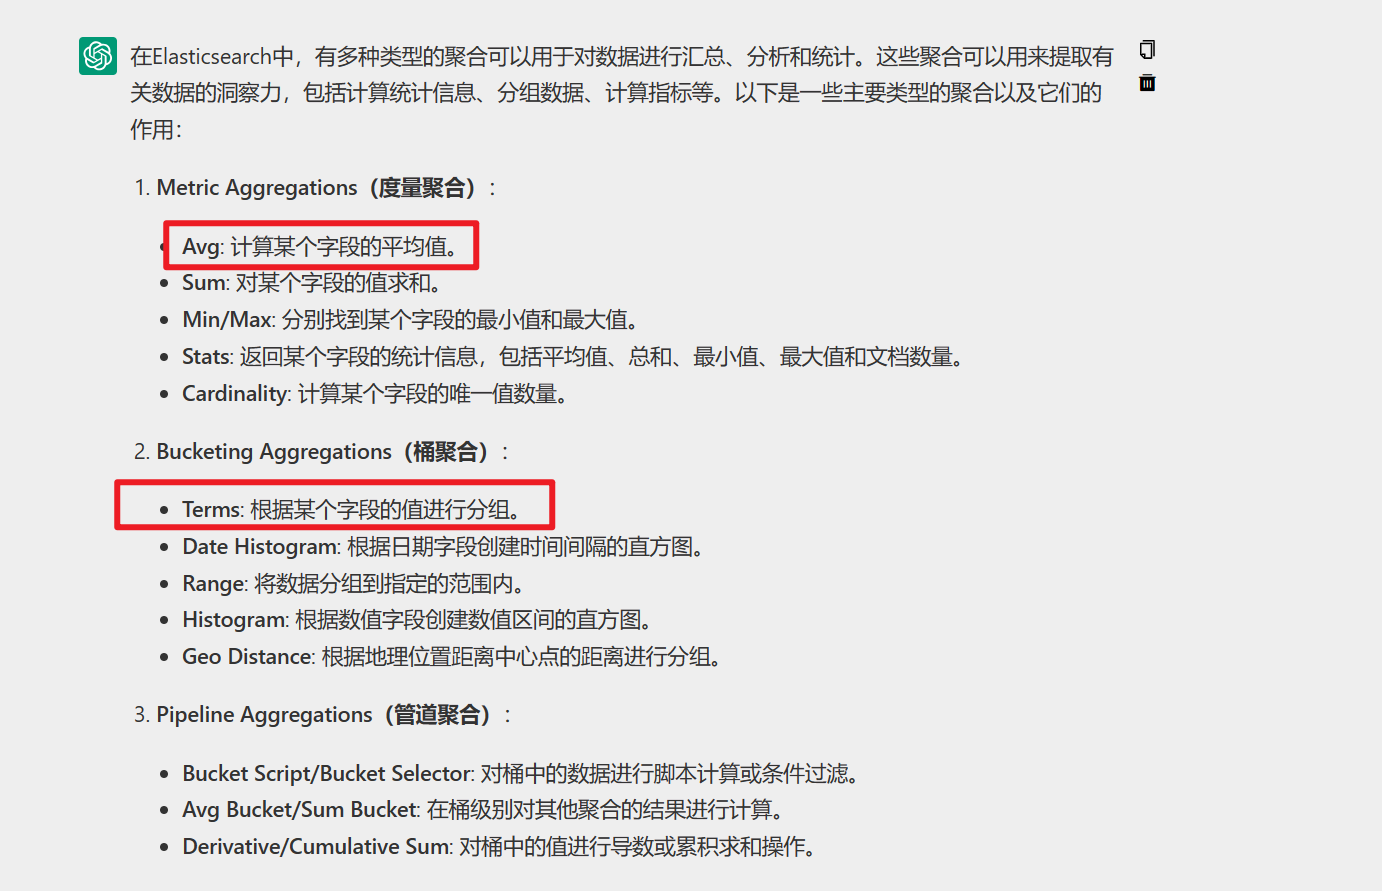 在Elasticsearch中，有多种类型的聚合可以用于对数据进行汇总、分析和统计。这些聚合可以用来提取有
关数据的洞察力，包括计算统计信息、分组数据、计算指标等。以下是一些主要类型的聚合以及它们的
作用：
1. Metric Aggregations（度量聚合）：
• Avg: 计算某个字段的平均值。
• Sum: 对某个字段的值求和。
• Min/Max: 分别找到某个字段的最小值和最大值。
• Stats: 返回某个字段的统计信息，包括平均值、总和、最小值、最大值和文档数量。
• Cardinality: 计算某个字段的唯一值数量。
2. Bucketing Aggregations（桶聚合）：
• Terms: 根据某个字段的值进行分组。
• Date Histogram: 根据日期字段创建时间间隔的直方图。
• Range: 将数据分组到指定的范围内。
• Histogram: 根据数值字段创建数值区间的直方图。
• Geo Distance: 根据地理位置距离中心点的距离进行分组。
3. Pipeline Aggregations（管道聚合）：
• Bucket Script/Bucket Selector: 对桶中的数据进行脚本计算或条件过滤。
• Avg Bucket/Sum Bucket: 在桶级别对其他聚合的结果进行计算。
• Derivative/Cumulative Sum: 对桶中的值进行导数或累积求和操作。